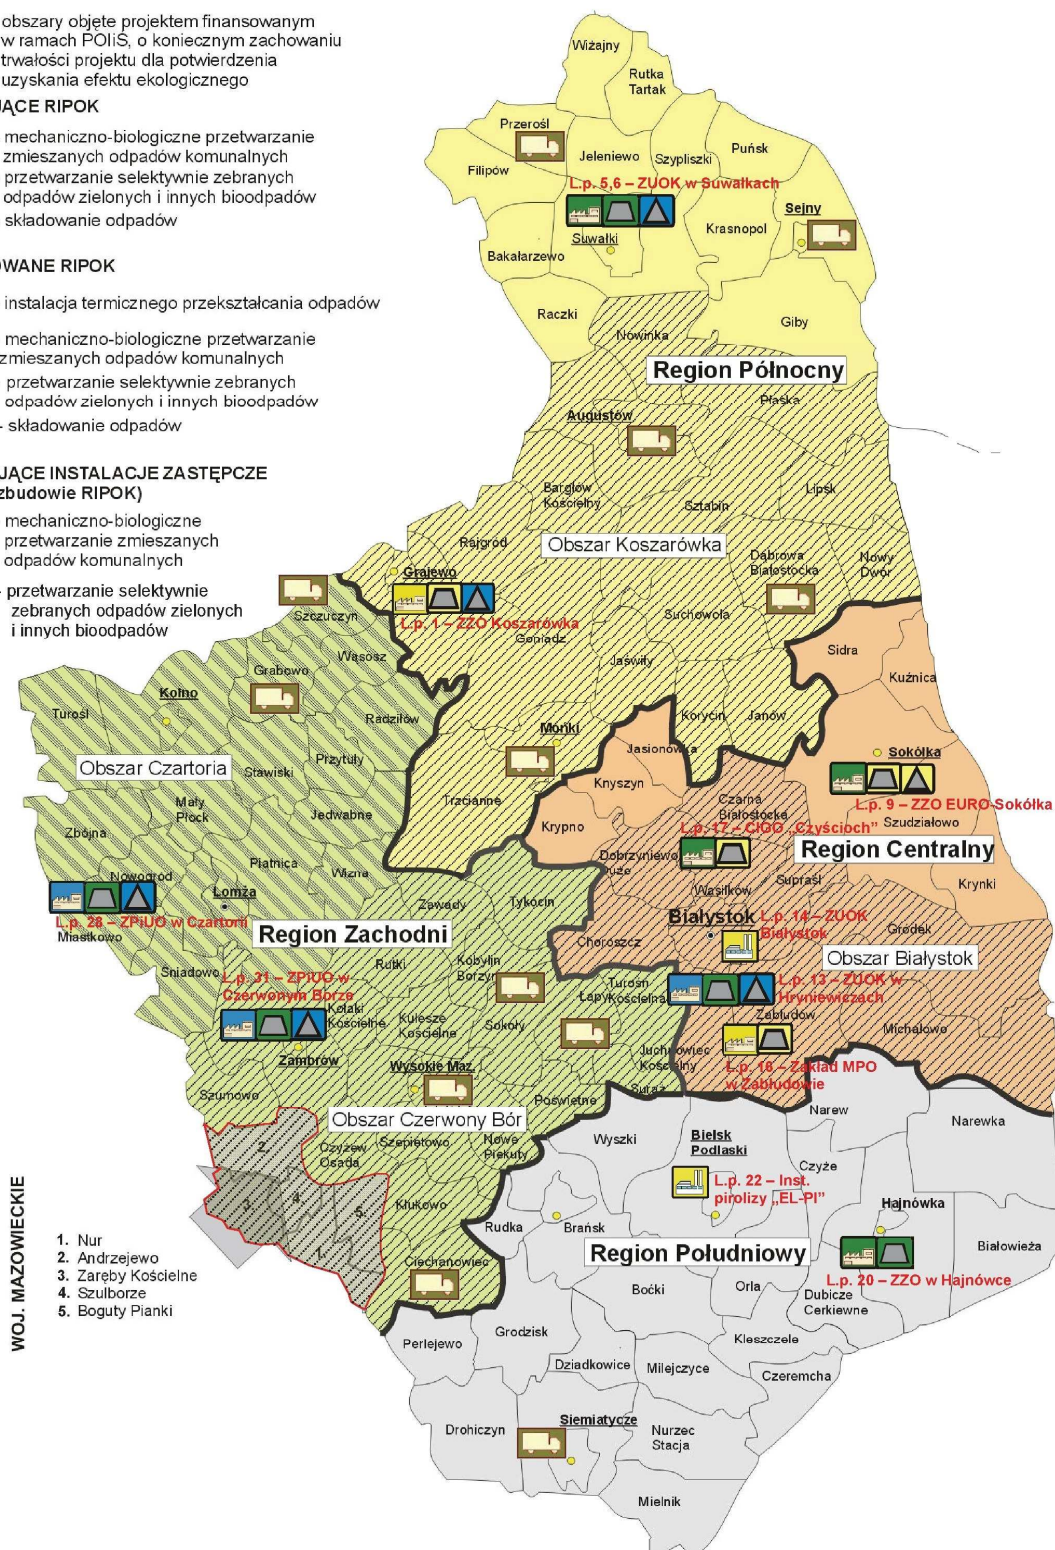 obszary objęte projektem finansowanym
w ramach POIiŚ, o koniecznym zachowaniu
trwałości projektu dla potwierdzenia
uzyskania efektu ekologicznego
JĄCE RIPOK
- mechaniczno-biologiczne przetwarzanie
zmieszanych odpadów komunalnych
- przetwarzanie selektywnie zebranych
odpadów zielonych i innych bioodpadów
- składowanie odpadów
OWANE RIPOK
instalacja termicznego przekształcania odpadów
- mechaniczno-biologiczne przetwarzanie
zmieszanych odpadów komunalnych
- przetwarzanie selektywnie zebranych
odpadów zielonych i innych bioodpadów
- składowanie odpadów
JĄCE INSTALACJE ZASTĘPCZE
zbudowie RIPOK)
mechaniczno-biologiczne
przetwarzanie zmieszanych
odpadów komunalnych
- przetwarzanie selektywnie
zebranych odpadów zielonych
i innych bioodpadów
Wiżajny
Rutka
Tartak
Przerośl
Puńsk
Jeleniewo
Szypliszki
Filipów
L.p. 5,6 – ZUOK w Suwałkach
Sejny
Krasnopol
Suwałki
Bakałarzewo
Raczki
Giby
Nowinka
Region Północny
Płaska
Augustów
Bargłów
Kościelny
Lipsk
Sztabin
Rajgród
Obszar Koszarówka
Dąbrowa
Białostocka
Nowy
Dwór
Grajewo
L.p. 1 – ZZO Koszarówka
Goniądz
Suchowola
Szczuczyn
Wąsosz
Grabowo
Jaświły
Sidra
Kuźnica
Kolno
Turośl
Radziłów
Korycin
Janów
Mońki
Jasionówka
Sokółka
Obszar Czartoria
Stawiski
Przytuły
Knyszyn
Trzcianne
Mały
Płock
Jedwabne
Zbójna
Czarna
Białostocka
L.p. 9 – ZZO EURO-Sokółka
Szudziałowo
Krypno
L.p. 17 – CIGO „Czyścioch”
Region Centralny
Dobrzyniewo
Duże
Piątnica
Wizna
Nowogród
Łomża
Wasilków
Supraśl
Krynki
Zawady
Tykocin
L.p. 28 – ZPiUO w Czartorii
Miastkowo
Region Zachodni
Białystok
L.p. 14 – ZUOK
Białystok
Gródek
Choroszcz
Obszar Białystok
Śniadowo
Rutki
Kobylin
Borzymy
L.p. 31 – ZPiUO w
Czerwonym Borze
Turośń
Kościelna
Łapy
L.p. 13 – ZUOK w
Hryniewiczach
Kołaki
Kościelne
Kulesze
Kościelne
Sokoły
Zabłudów
Michałowo
Zambrów
Juchnowiec
Kościelny
Wysokie Maz.
L.p. 16 – Zakład MPO
w Zabłudowie
Suraż
Szumowo
Poświętne
Obszar Czerwony Bór
Narew
Narewka
2.
Czyżew
Osada
Szepietowo
Nowe
Piekuty
Wyszki
Bielsk
Podlaski
Czyże
L.p. 22 – Inst.
pirolizy „EL-PI”
3.
4.
5.
1.
Klukowo
Hajnówka
Rudka
Brańsk
Region Południowy
Białowieża
Ciechanowiec
L.p. 20 – ZZO w Hajnówce
Boćki
Orla
Dubicze
Cerkiewne
WOJ. MAZOWIECKIE
1. Nur
2. Andrzejewo
3. Zaręby Kościelne
4. Szulborze
5. Boguty Pianki
Perlejewo
Grodzisk
Kleszczele
Dziadkowice
Milejczyce
Czeremcha
Drohiczyn
Siemiatycze
Nurzec
Stacja
Mielnik